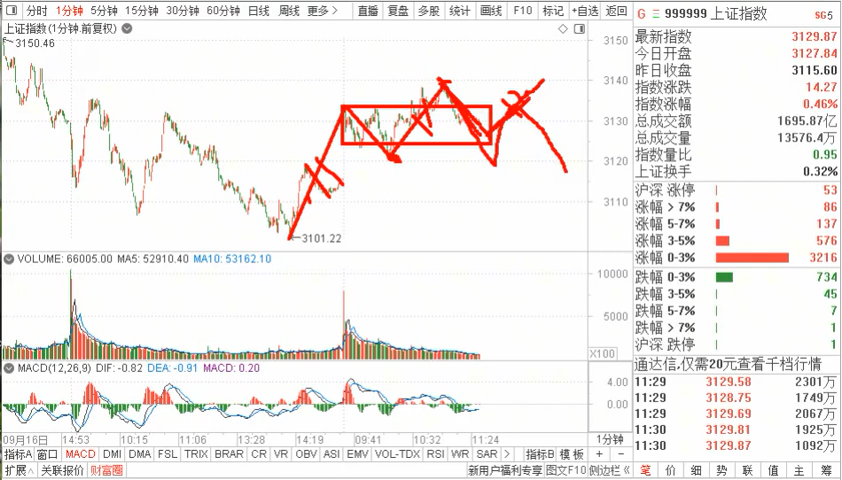 分时 1分钟 5分钟 15分钟 30分钟 60分钟 日线 周线 更多 > 直播 复盘 多股 统计 画线 F10 标记 +自选 返回
G 三 999999 上证指数 SG5
上证指数(1分钟.前复权)
3150.46
3150
3140
3130
3120
3110
3101.22
VOLUME: 66005.00 MA5: 52910.40 MA10: 53162.10
10000
5000
X100
MACD(12,26,9) DIF: -0.82 DEA: -0.91 MACD: 0.20
4.00
2.00
0.00
09月16日 14:53 10:15 11:06 13:28 14:19 09:41 10:32 11:24 1分钟
指标A 窗口 MACD DMI DMA FSL TRIX BRAR CR VR OBV ASI EMV VOL-TDX RSI WR SAR > 指标B 模板 + -
扩展∧ 关联报价 财富圈 新用户福利专享 图文F10 侧边栏《
最新指数 3129.87
今日开盘 3127.84
昨日收盘 3115.60
指数涨跌 14.27
指数涨幅 0.46%
总成交额 1695.87亿
总成交量 13576.4万
指数量比 0.95
上证换手 0.32%
沪深 涨停 53
涨幅 > 7% 86
涨幅 5-7% 137
涨幅 3-5% 576
涨幅 0-3% 3216
跌幅 0-3% 734
跌幅 3-5% 45
跌幅 5-7% 7
跌幅 > 7% 1
沪深 跌停 1
通达信.仅需20元查看千档行情
11:29 3129.58 2301万
11:29 3128.75 1749万
11:29 3129.69 2067万
11:30 3129.81 1925万
11:30 3129.87 1092万
笔 价 细 势 联 值 主 筹